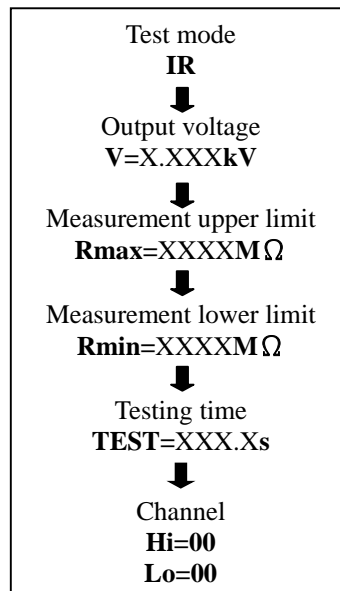 Test mode
IR
Output voltage
V=X.XXXkV
Measurement upper limit
Rmax=XXXXMΩ
Measurement lower limit
Rmin=XXXXMΩ
Testing time
TEST=XXX.Xs
Channel
Hi=00
Lo=00